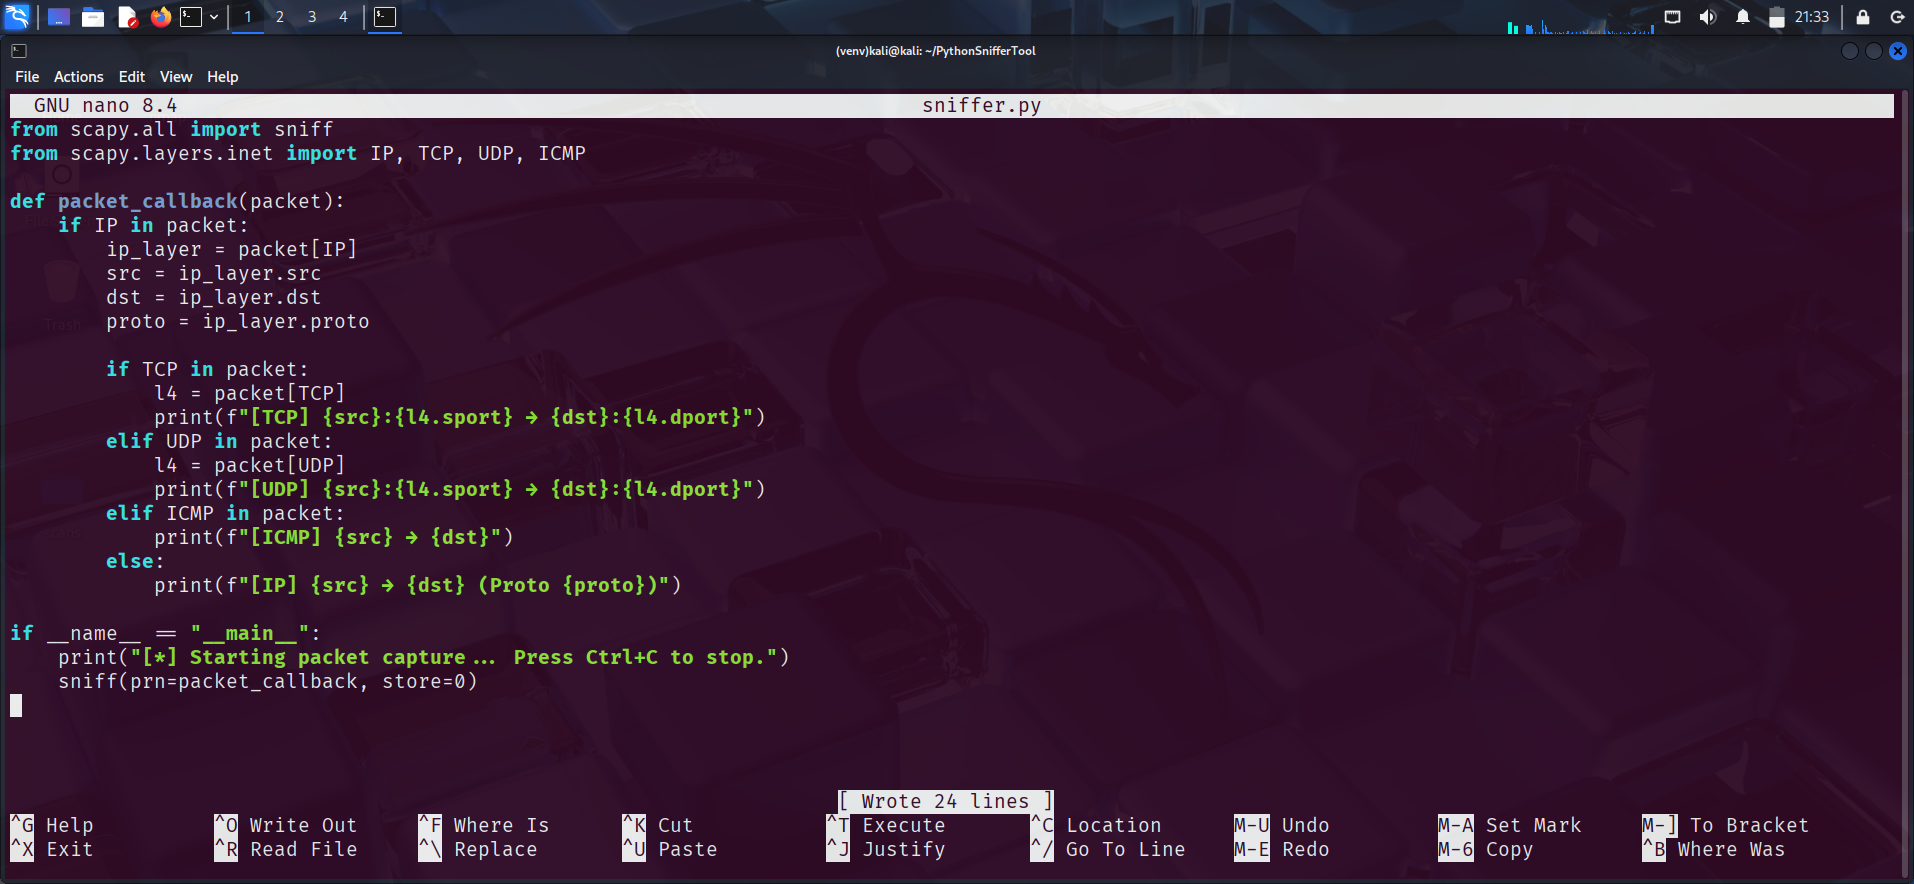 1 2 3 4 21:33
(venv)kali@kali: ~/PythonSnifferTool
File Actions Edit View Help
GNU nano 8.4 sniffer.py
from scapy.all import sniff
from scapy.layers.inet import IP, TCP, UDP, ICMP
def packet_callback(packet):
    if IP in packet:
        ip_layer = packet[IP]
        src = ip_layer.src
        dst = ip_layer.dst
        proto = ip_layer.proto
        if TCP in packet:
            l4 = packet[TCP]
            print(f"[TCP] {src}:{l4.sport} → {dst}:{l4.dport}")
        elif UDP in packet:
            l4 = packet[UDP]
            print(f"[UDP] {src}:{l4.sport} → {dst}:{l4.dport}")
        elif ICMP in packet:
            print(f"[ICMP] {src} → {dst}")
        else:
            print(f"[IP] {src} → {dst} (Proto {proto})")
if __name__ == "__main__":
    print("[*] Starting packet capture... Press Ctrl+C to stop.")
    sniff(prn=packet_callback, store=0)
Trash
[ Wrote 24 lines ]
^G Help ^O Write Out ^F Where Is ^K Cut ^T Execute ^C Location M-U Undo M-A Set Mark M-] To Bracket
^X Exit ^R Read File ^\ Replace ^U Paste ^J Justify ^/ Go To Line M-E Redo M-6 Copy ^B Where Was